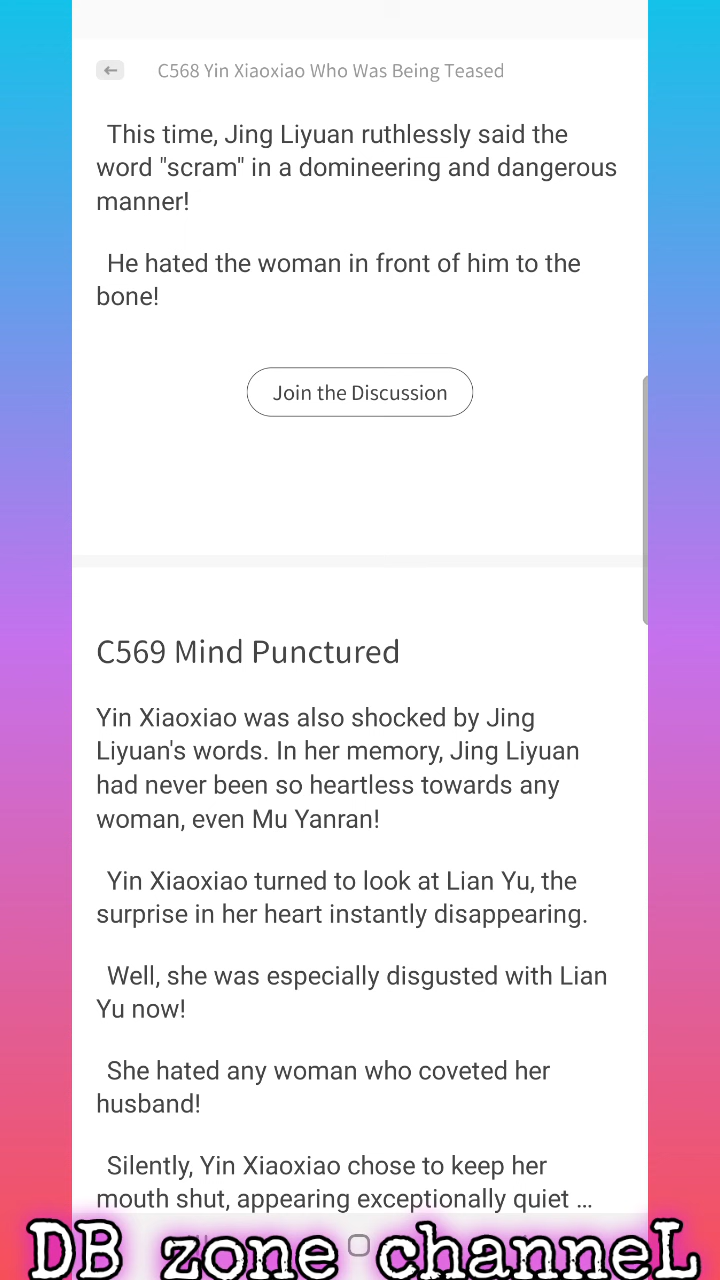 C568 Yin Xiaoxiao Who Was Being Teased
This time, Jing Liyuan ruthlessly said the
word "scram" in a domineering and dangerous
manner!
He hated the woman in front of him to the
bone!
Join the Discussion
C569 Mind Punctured
Yin Xiaoxiao was also shocked by Jing
Liyuan's words. In her memory, Jing Liyuan
had never been so heartless towards any
woman, even Mu Yanran!
Yin Xiaoxiao turned to look at Lian Yu, the
surprise in her heart instantly disappearing.
Well, she was especially disgusted with Lian
Yu now!
She hated any woman who coveted her
husband!
Silently, Yin Xiaoxiao chose to keep her
mouth shut, appearing exceptionally quiet ...
DB zone channeL